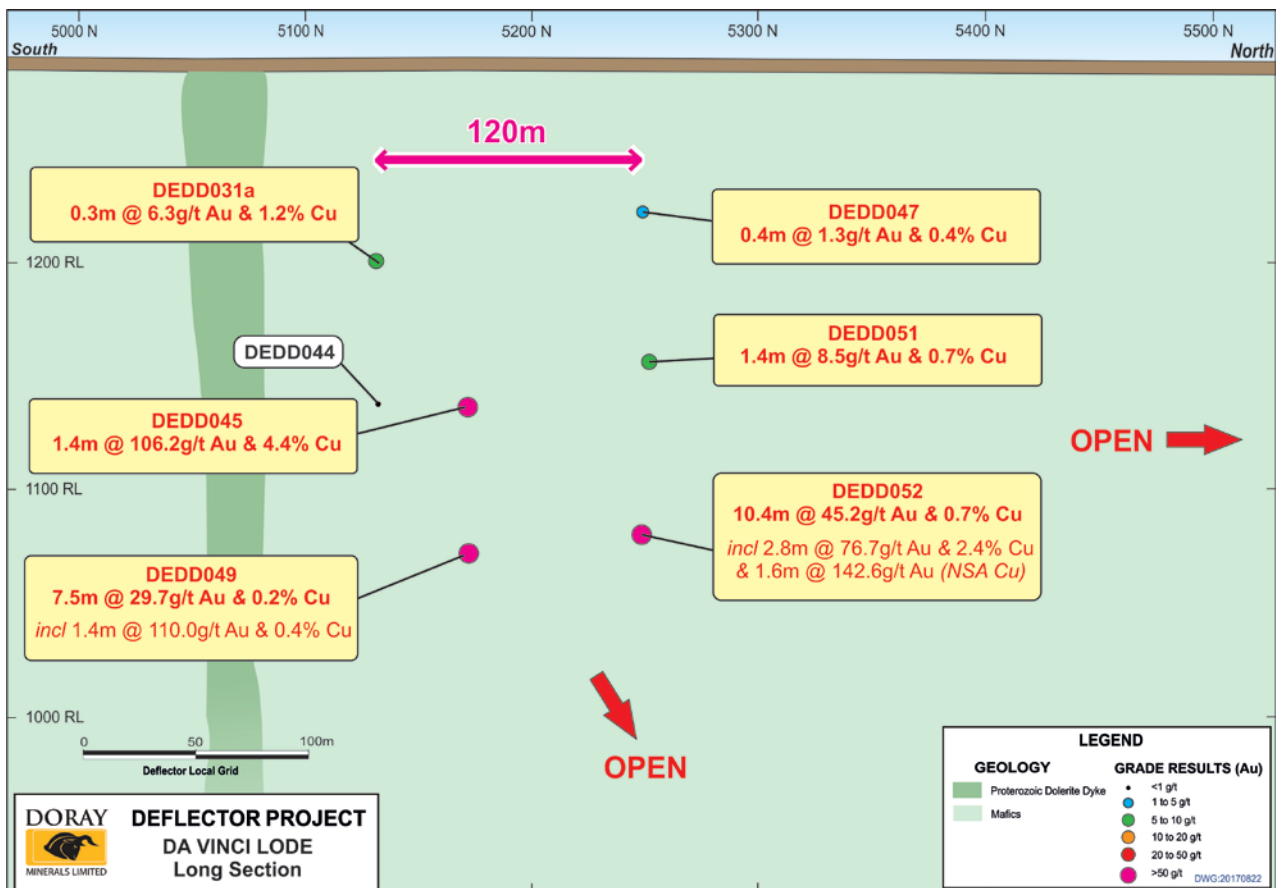 5000 N
5100 N
5200 N
5300 N
5400 N
5500 N
South
North
120m
DEDD031a
0.3m @ 6.3g/t Au & 1.2% Cu
DEDD047
0.4m @ 1.3g/t Au & 0.4% Cu
1200 RL
DEDD044
DEDD051
1.4m @ 8.5g/t Au & 0.7% Cu
DEDD045
1.4m @ 106.2g/t Au & 4.4% Cu
OPEN
1100 RL
DEDD052
10.4m @ 45.2g/t Au & 0.7% Cu
incl 2.8m @ 76.7g/t Au & 2.4% Cu
& 1.6m @ 142.6g/t Au (NSA Cu)
DEDD049
7.5m @ 29.7g/t Au & 0.2% Cu
incl 1.4m @ 110.0g/t Au & 0.4% Cu
1000 RL
0 50 100m
Deflector Local Grid
OPEN
DORAY
MINERALS LIMITED
DEFLECTOR PROJECT
DA VINCI LODE
Long Section
LEGEND
GEOLOGY
Proterozoic Dolerite Dyke
Mafics
GRADE RESULTS (Au)
<1 g/t
1 to 5 g/t
5 to 10 g/t
10 to 20 g/t
20 to 50 g/t
>50 g/t
DWG:20170822